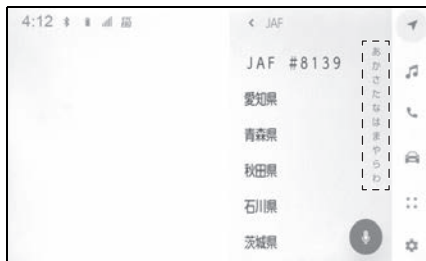 4:12
JAF
JAF #8139
愛知県
青森県
秋田県
石川県
茨城県
あ
か
さ
た
な
は
ま
や
ら
わ